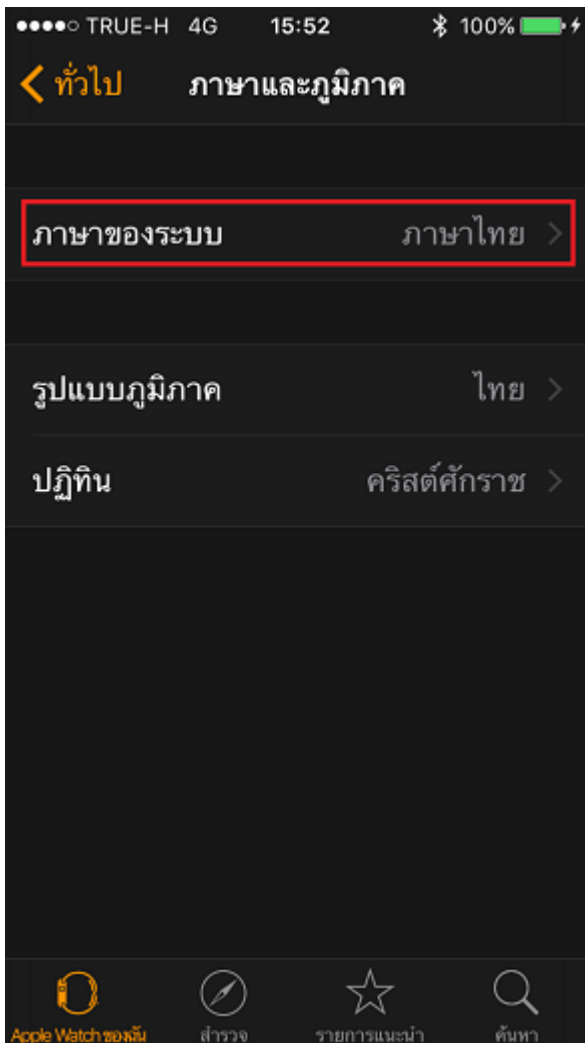 TRUE-H 4G 15:52 100%
ทั่วไป ภาษาและภูมิภาค
ภาษาของระบบ ภาษาไทย
รูปแบบภูมิภาค ไทย
ปฏิทิน คริสต์ศักราช
Apple Watch ของฉัน สำรวจ รายการแนะนำ ค้นหา